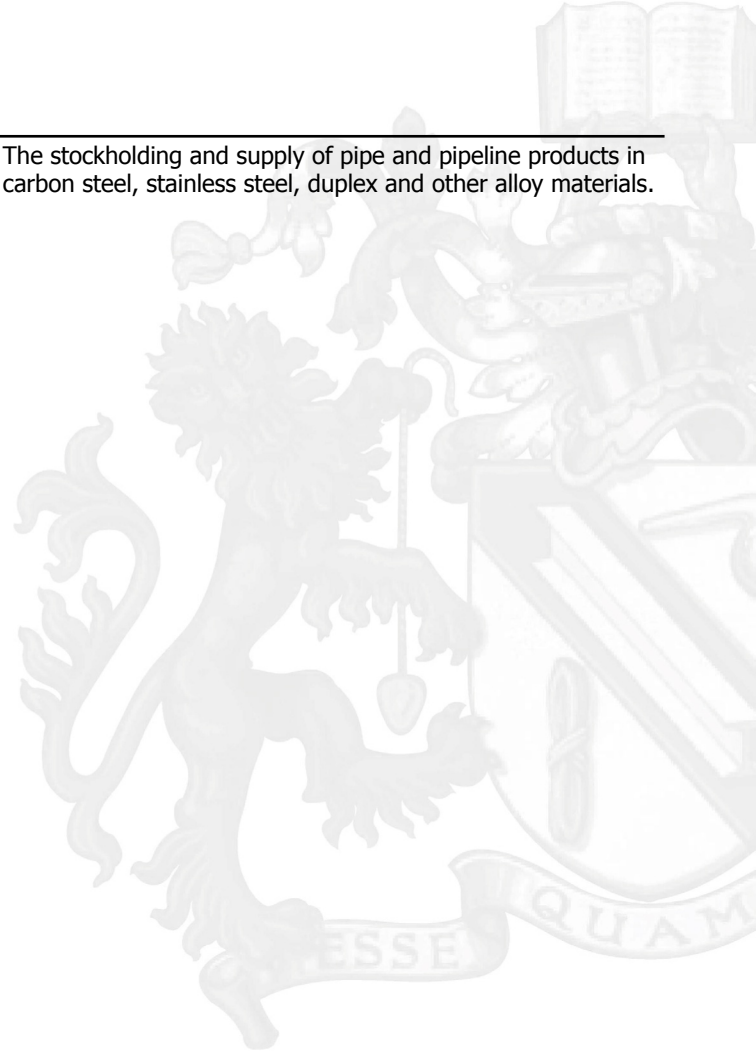 The stockholding and supply of pipe and pipeline products in
carbon steel, stainless steel, duplex and other alloy materials.
ESSE QUAM